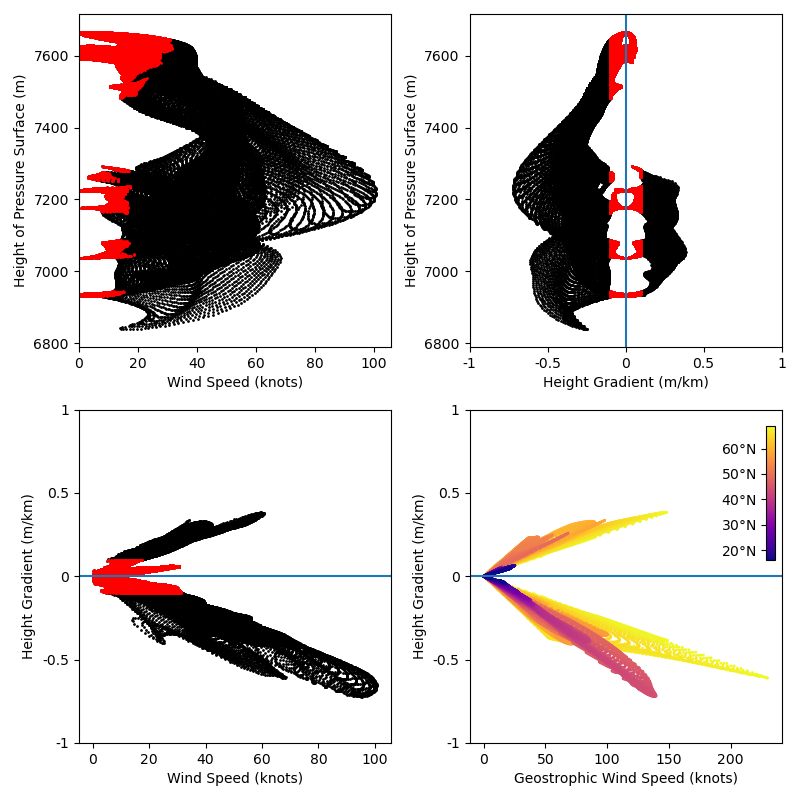 7600
7400
7200
7000
6800
Height of Pressure Surface (m)
0 20 40 60 80 100
Wind Speed (knots)
7600
7400
7200
7000
6800
Height of Pressure Surface (m)
-1 -0.5 0 0.5 1
Height Gradient (m/km)
1
0.5
0
-0.5
-1
Height Gradient (m/km)
0 20 40 60 80 100
Wind Speed (knots)
1
0.5
0
-0.5
-1
Height Gradient (m/km)
60°N
50°N
40°N
30°N
20°N
0 50 100 150 200
Geostrophic Wind Speed (knots)